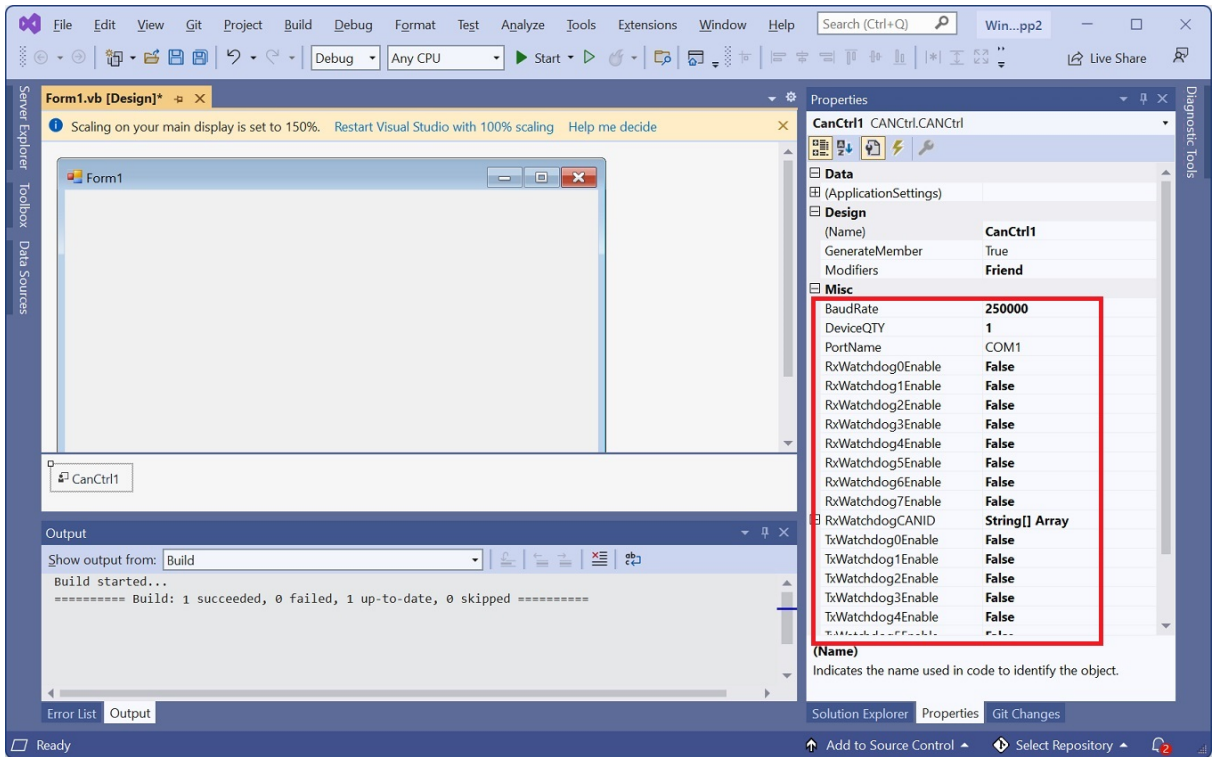 File Edit View Git Project Build Debug Format Test Analyze Tools Extensions Window Help Search (Ctrl+Q) Win...pp2
Debug Any CPU Start Live Share
Server Explorer
Toolbox
Data Sources
Form1.vb [Design]*
Scaling on your main display is set to 150%. Restart Visual Studio with 100% scaling Help me decide
Form1
CanCtrl1
Output
Show output from: Build
Build started...
========== Build: 1 succeeded, 0 failed, 1 up-to-date, 0 skipped ==========
Error List Output
Properties
CanCtrl1 CANCtrl.CANCtrl
Data
(ApplicationSettings)
Design
(Name) CanCtrl1
GenerateMember True
Modifiers Friend
Misc
BaudRate 250000
DeviceQTY 1
PortName COM1
RxWatchdog0Enable False
RxWatchdog1Enable False
RxWatchdog2Enable False
RxWatchdog3Enable False
RxWatchdog4Enable False
RxWatchdog5Enable False
RxWatchdog6Enable False
RxWatchdog7Enable False
RxWatchdogCANID String[] Array
TxWatchdog0Enable False
TxWatchdog1Enable False
TxWatchdog2Enable False
TxWatchdog3Enable False
TxWatchdog4Enable False
(Name)
Indicates the name used in code to identify the object.
Solution Explorer Properties Git Changes
Diagnostic Tools
Ready Add to Source Control Select Repository 2